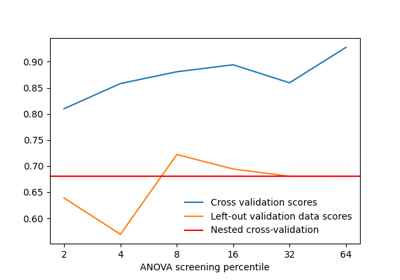 0.90
0.85
0.80
0.75
0.70
0.65
0.60
Cross validation scores
Left-out validation data scores
Nested cross-validation
2 4 8 16 32 64
ANOVA screening percentile